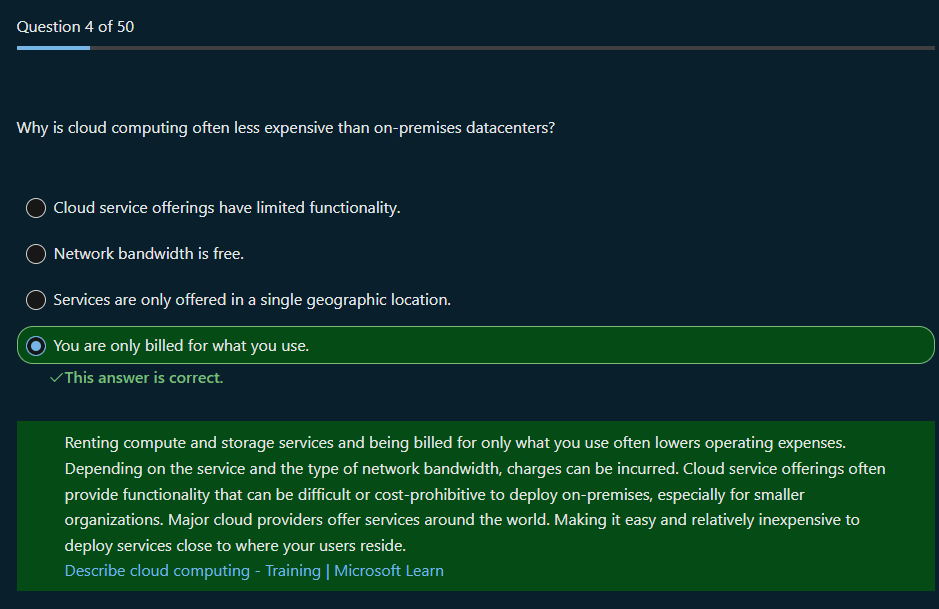 Question 4 of 50
Why is cloud computing often less expensive than on-premises datacenters?
Cloud service offerings have limited functionality.
Network bandwidth is free.
Services are only offered in a single geographic location.
You are only billed for what you use.
✓This answer is correct.
Renting compute and storage services and being billed for only what you use often lowers operating expenses.
Depending on the service and the type of network bandwidth, charges can be incurred. Cloud service offerings often
provide functionality that can be difficult or cost-prohibitive to deploy on-premises, especially for smaller
organizations. Major cloud providers offer services around the world. Making it easy and relatively inexpensive to
deploy services close to where your users reside.
Describe cloud computing - Training | Microsoft Learn